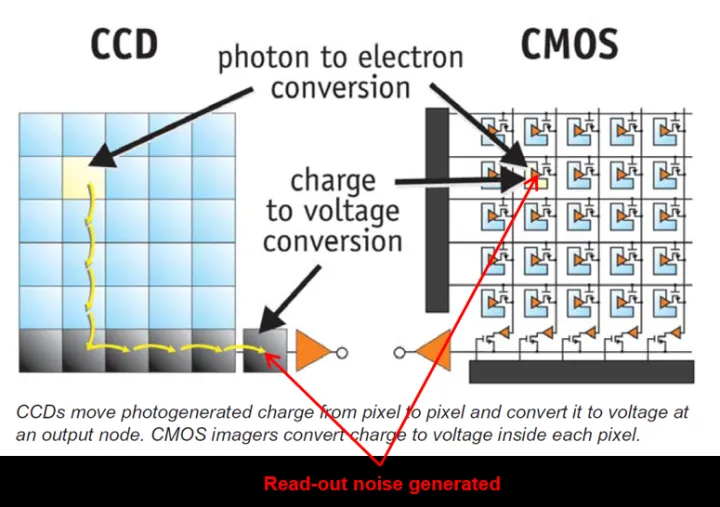 CCD
CMOS
photon to electron
conversion
charge
to voltage
conversion
CCDs move photogenerated charge from pixel to pixel and convert it to voltage at
an output node. CMOS imagers convert charge to voltage inside each pixel.
Read-out noise generated